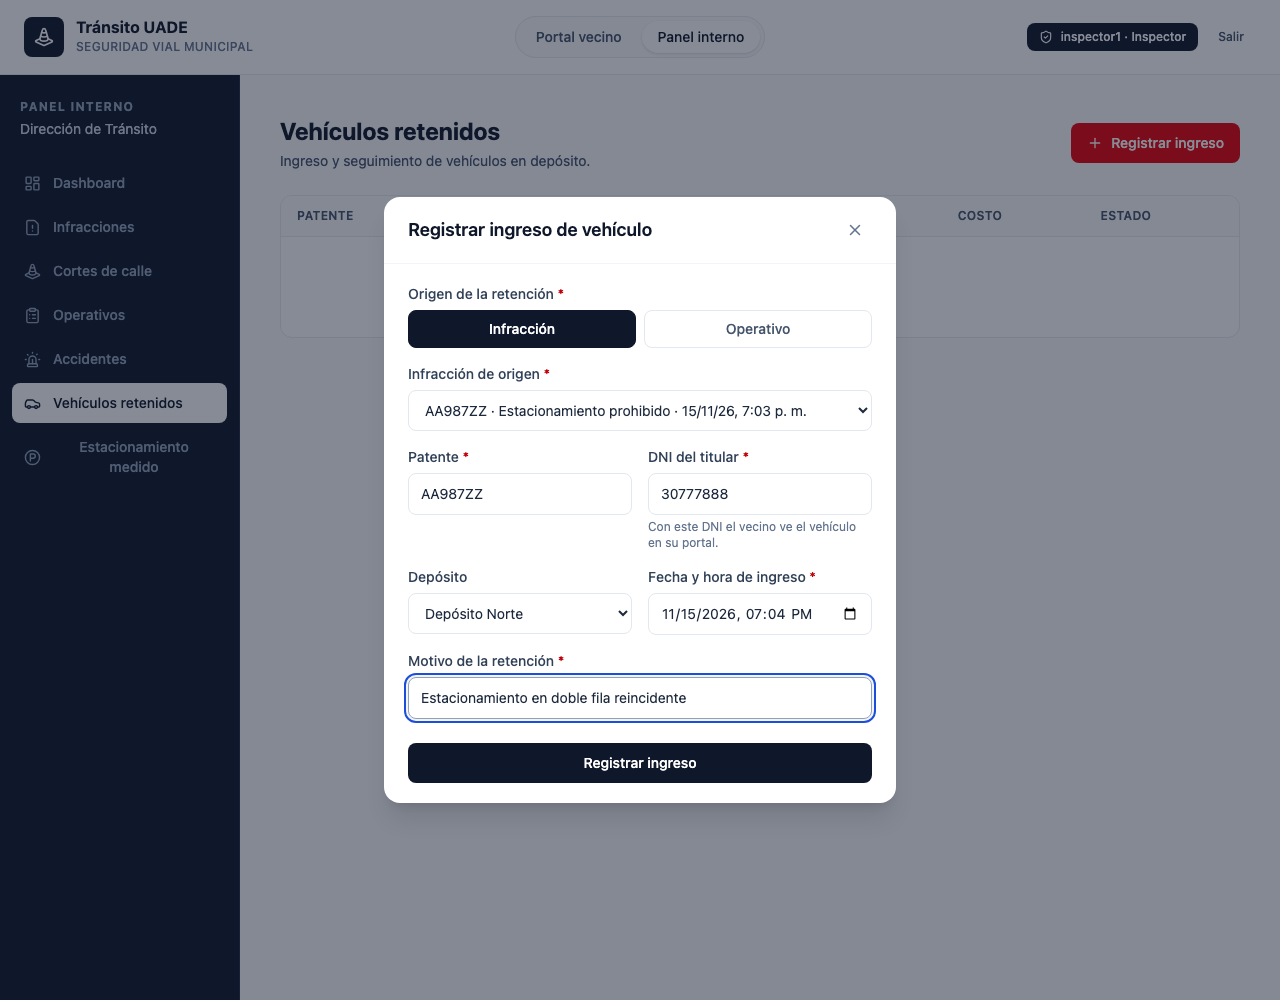 Tránsito UADE
SEGURIDAD VIAL MUNICIPAL
Portal vecino
Panel interno
inspector1 · Inspector
Salir
PANEL INTERNO
Dirección de Tránsito
Dashboard
Infracciones
Cortes de calle
Operativos
Accidentes
Vehículos retenidos
Estacionamiento
medido
Vehículos retenidos
Ingreso y seguimiento de vehículos en depósito.
+ Registrar ingreso
PATENTE
COSTO
ESTADO
Registrar ingreso de vehículo
Origen de la retención *
Infracción
Operativo
Infracción de origen *
AA987ZZ · Estacionamiento prohibido · 15/11/26, 7:03 p. m.
Patente *
AA987ZZ
DNI del titular *
30777888
Con este DNI el vecino ve el vehículo
en su portal.
Depósito
Depósito Norte
Fecha y hora de ingreso *
11/15/2026, 07:04 PM
Motivo de la retención *
Estacionamiento en doble fila reincidente
Registrar ingreso